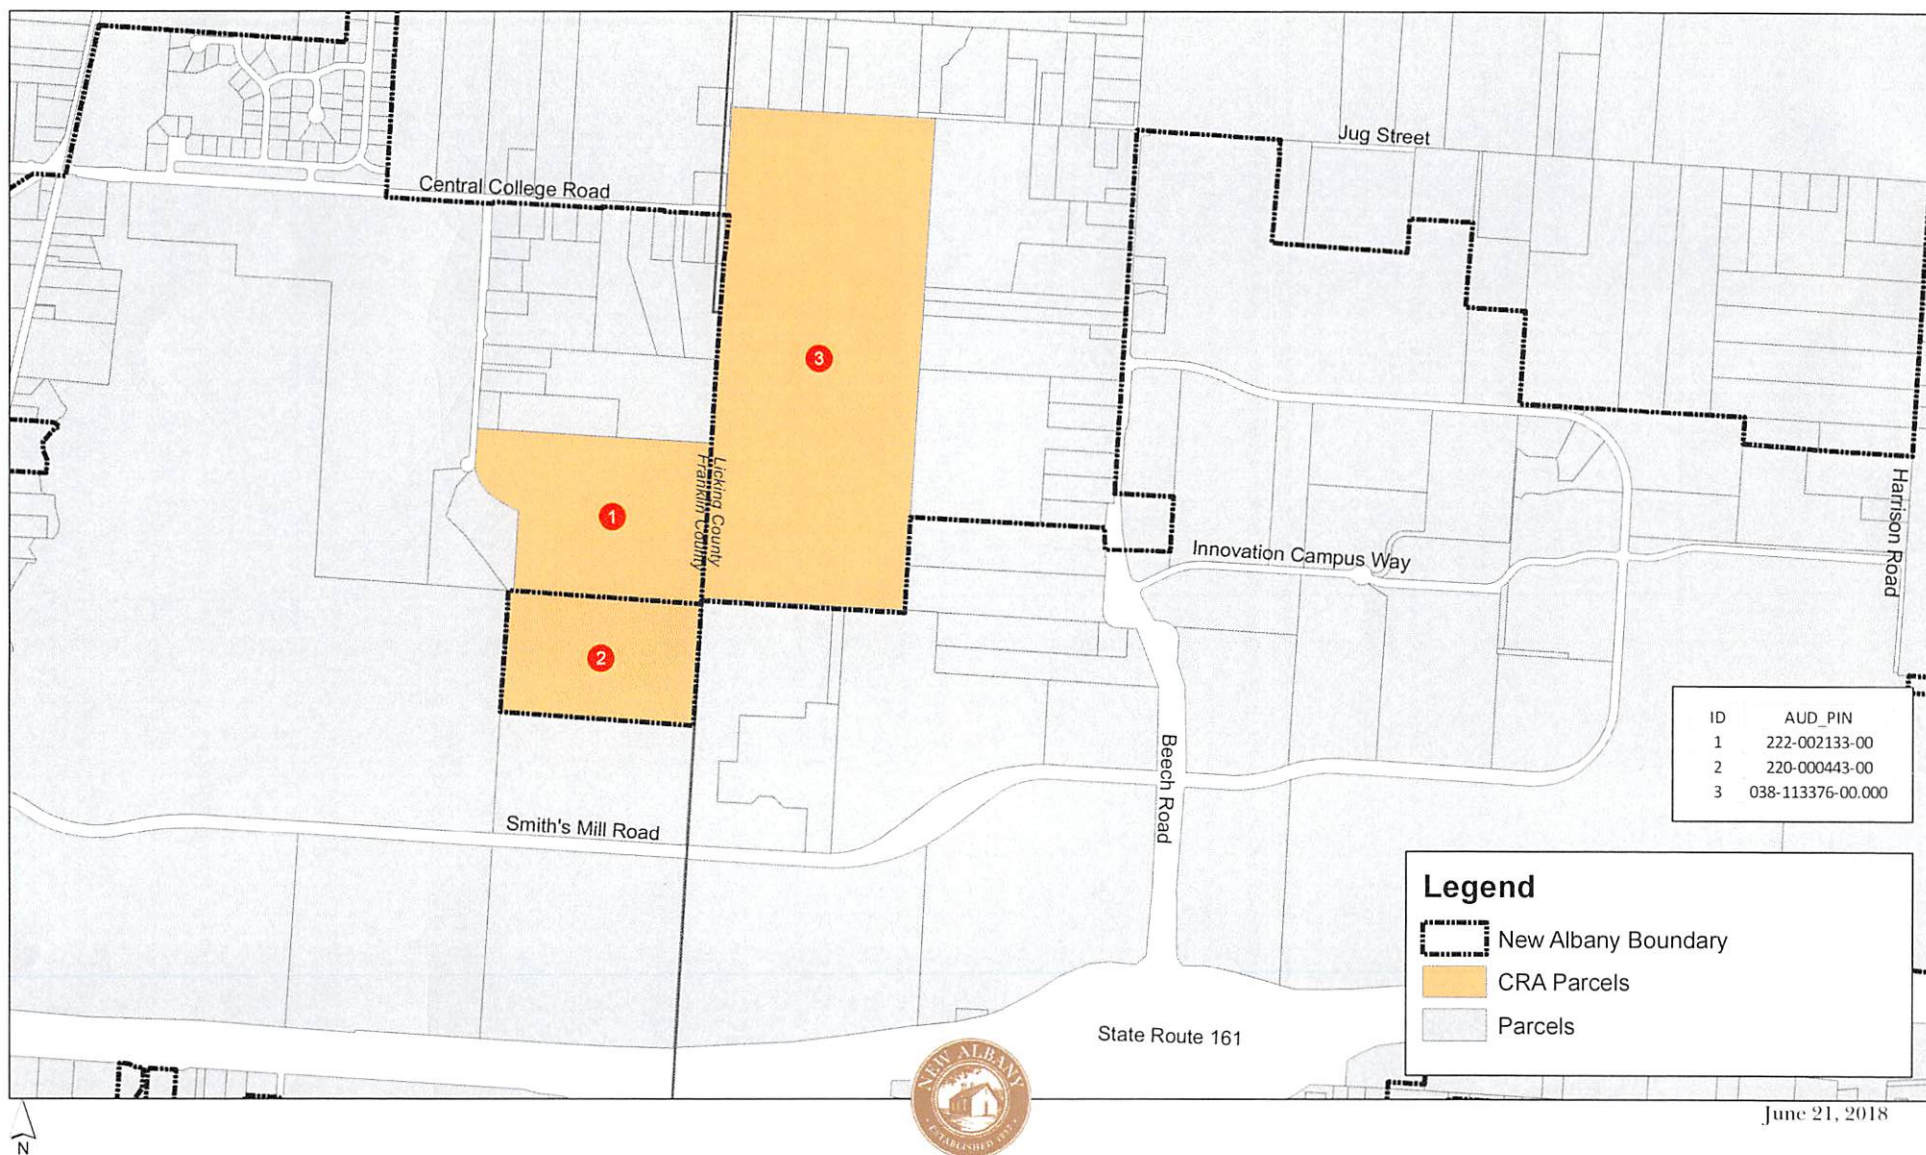 Jug Street
Central College Road
3
Licking County
Franklin County
1
Harrison Road
Innovation Campus Way
2
ID AUD_PIN
1 222-002133-00
2 220-000443-00
3 038-113376-00.000
Beech Road
Smith's Mill Road
Legend
New Albany Boundary
CRA Parcels
Parcels
State Route 161
NEW ALBANY
ESTABLISHED 1837
June 21, 2018
N